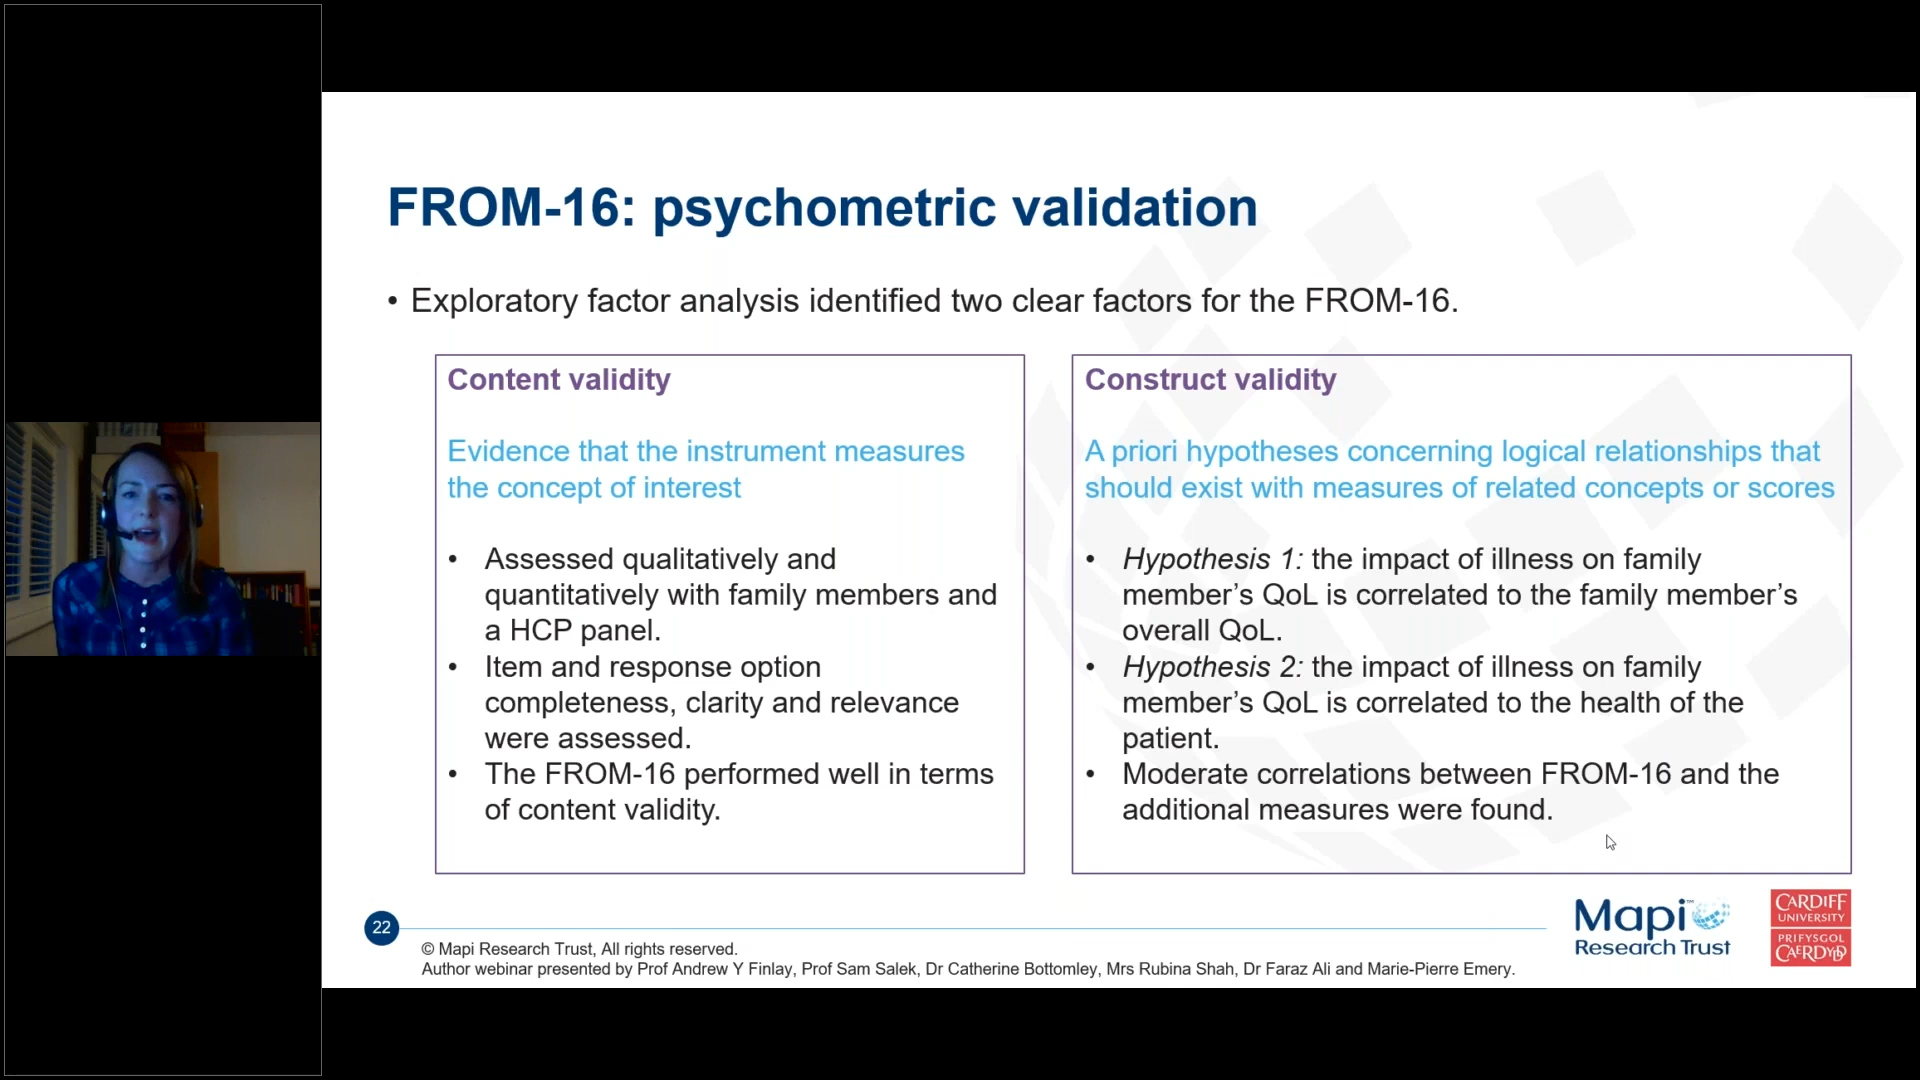 FROM-16: psychometric validation
• Exploratory factor analysis identified two clear factors for the FROM-16.
Content validity
Evidence that the instrument measures
the concept of interest
• Assessed qualitatively and
quantitatively with family members and
a HCP panel.
• Item and response option
completeness, clarity and relevance
were assessed.
• The FROM-16 performed well in terms
of content validity.
Construct validity
A priori hypotheses concerning logical relationships that
should exist with measures of related concepts or scores
• Hypothesis 1: the impact of illness on family
member’s QoL is correlated to the family member’s
overall QoL.
• Hypothesis 2: the impact of illness on family
member’s QoL is correlated to the health of the
patient.
• Moderate correlations between FROM-16 and the
additional measures were found.
22
© Mapi Research Trust, All rights reserved.
Author webinar presented by Prof Andrew Y Finlay, Prof Sam Salek, Dr Catherine Bottomley, Mrs Rubina Shah, Dr Faraz Ali and Marie-Pierre Emery.
Mapi™
Research Trust
CARDIFF
UNIVERSITY
PRIFYSGOL
CAERDYDD